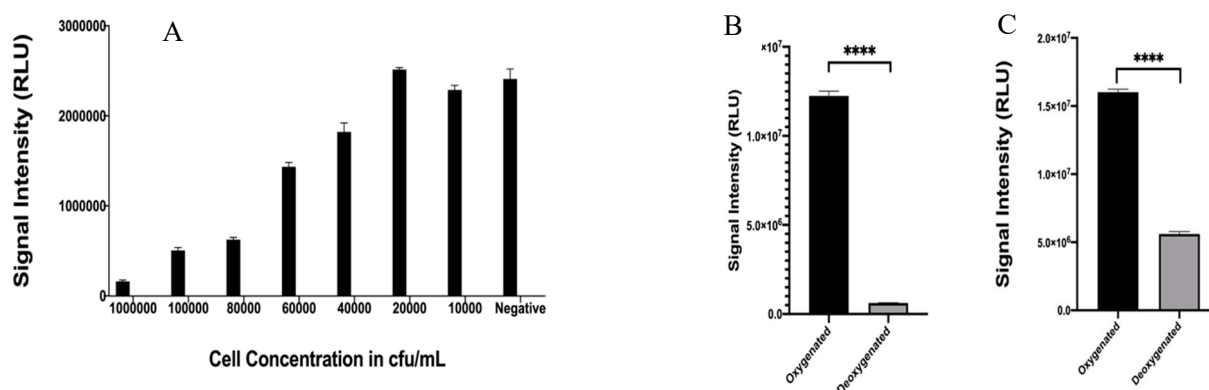 A
Signal Intensity (RLU)
3000000
2000000
1000000
0
1000000 100000 80000 60000 40000 20000 10000 Negative
Cell Concentration in cfu/mL
B
Signal Intensity (RLU)
×10⁷
1.0×10⁷
5.0×10⁶
0.0
****
Oxygenated
Deoxygenated
C
Signal Intensity (RLU)
2.0×10⁷
1.5×10⁷
1.0×10⁷
5.0×10⁶
0.0
****
Oxygenated
Deoxygenated